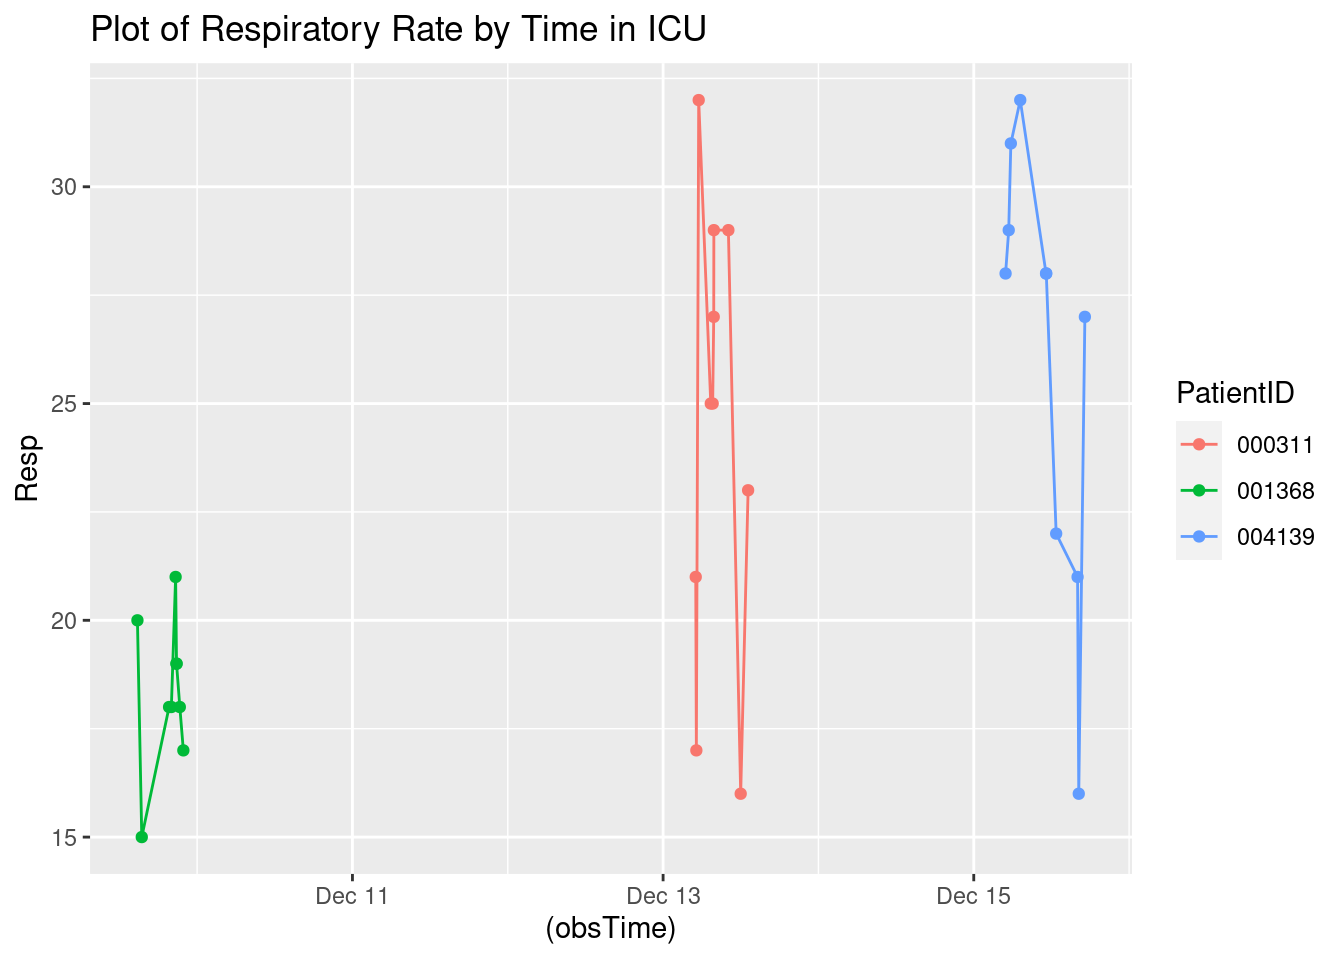 Plot of Respiratory Rate by Time in ICU
30
25
20
15
Resp
Dec 11
Dec 13
Dec 15
(obsTime)
PatientID
000311
001368
004139